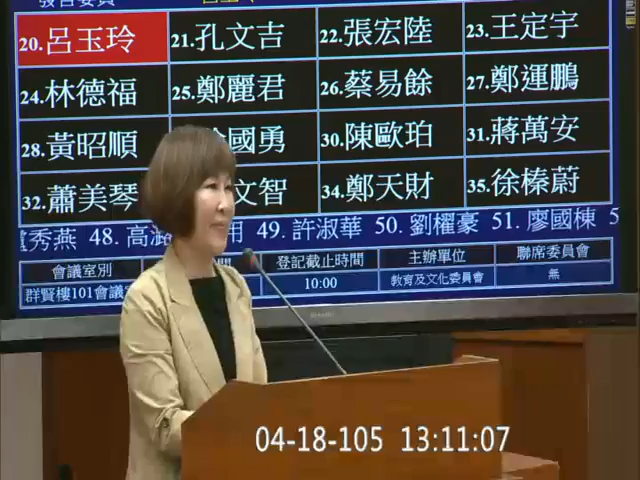 20.呂玉玲 21.孔文吉 22.張宏陸 23.王定宇
24.林德福 25.鄭麗君 26.蔡易餘 27.鄭運鵬
28.黃昭順 國勇 30.陳歐珀 31.蔣萬安
32.蕭美琴 文智 34.鄭天財 35.徐榛蔚
秀燕 48. 高潞 用 49. 許淑華 50. 劉櫂豪 51. 廖國棟 5
會議室別 登記截止時間 主辦單位 聯席委員會
群賢樓101會議 10:00 教育及文化委員會 無
04-18-105 13:11:07